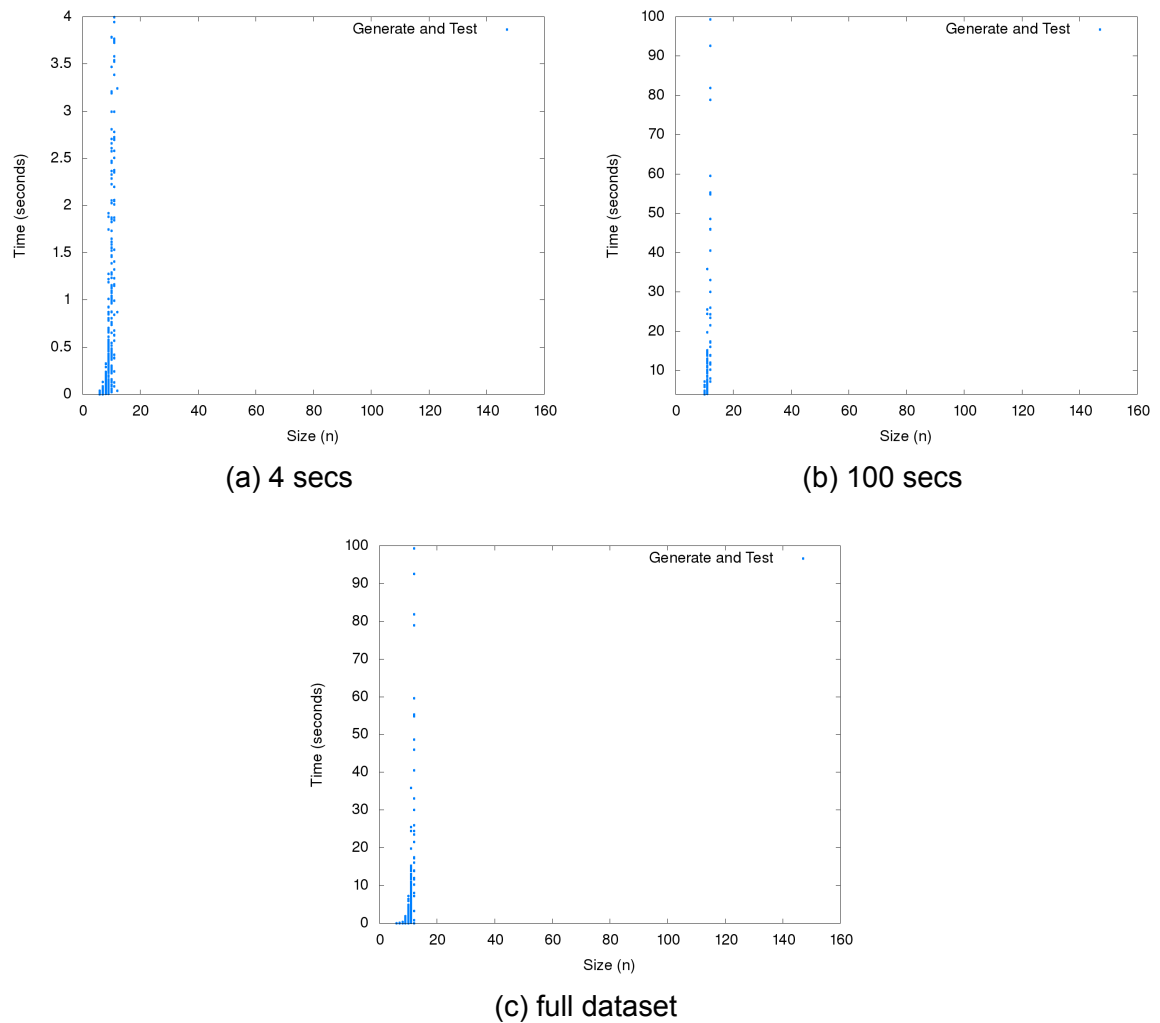 4
3.5
3
2.5
2
1.5
1
0.5
0
Time (seconds)
Generate and Test
0 20 40 60 80 100 120 140 160
Size (n)
(a) 4 secs
100
90
80
70
60
50
40
30
20
10
Time (seconds)
Generate and Test
0 20 40 60 80 100 120 140 160
Size (n)
(b) 100 secs
100
90
80
70
60
50
40
30
20
10
0
Time (seconds)
Generate and Test
0 20 40 60 80 100 120 140 160
Size (n)
(c) full dataset